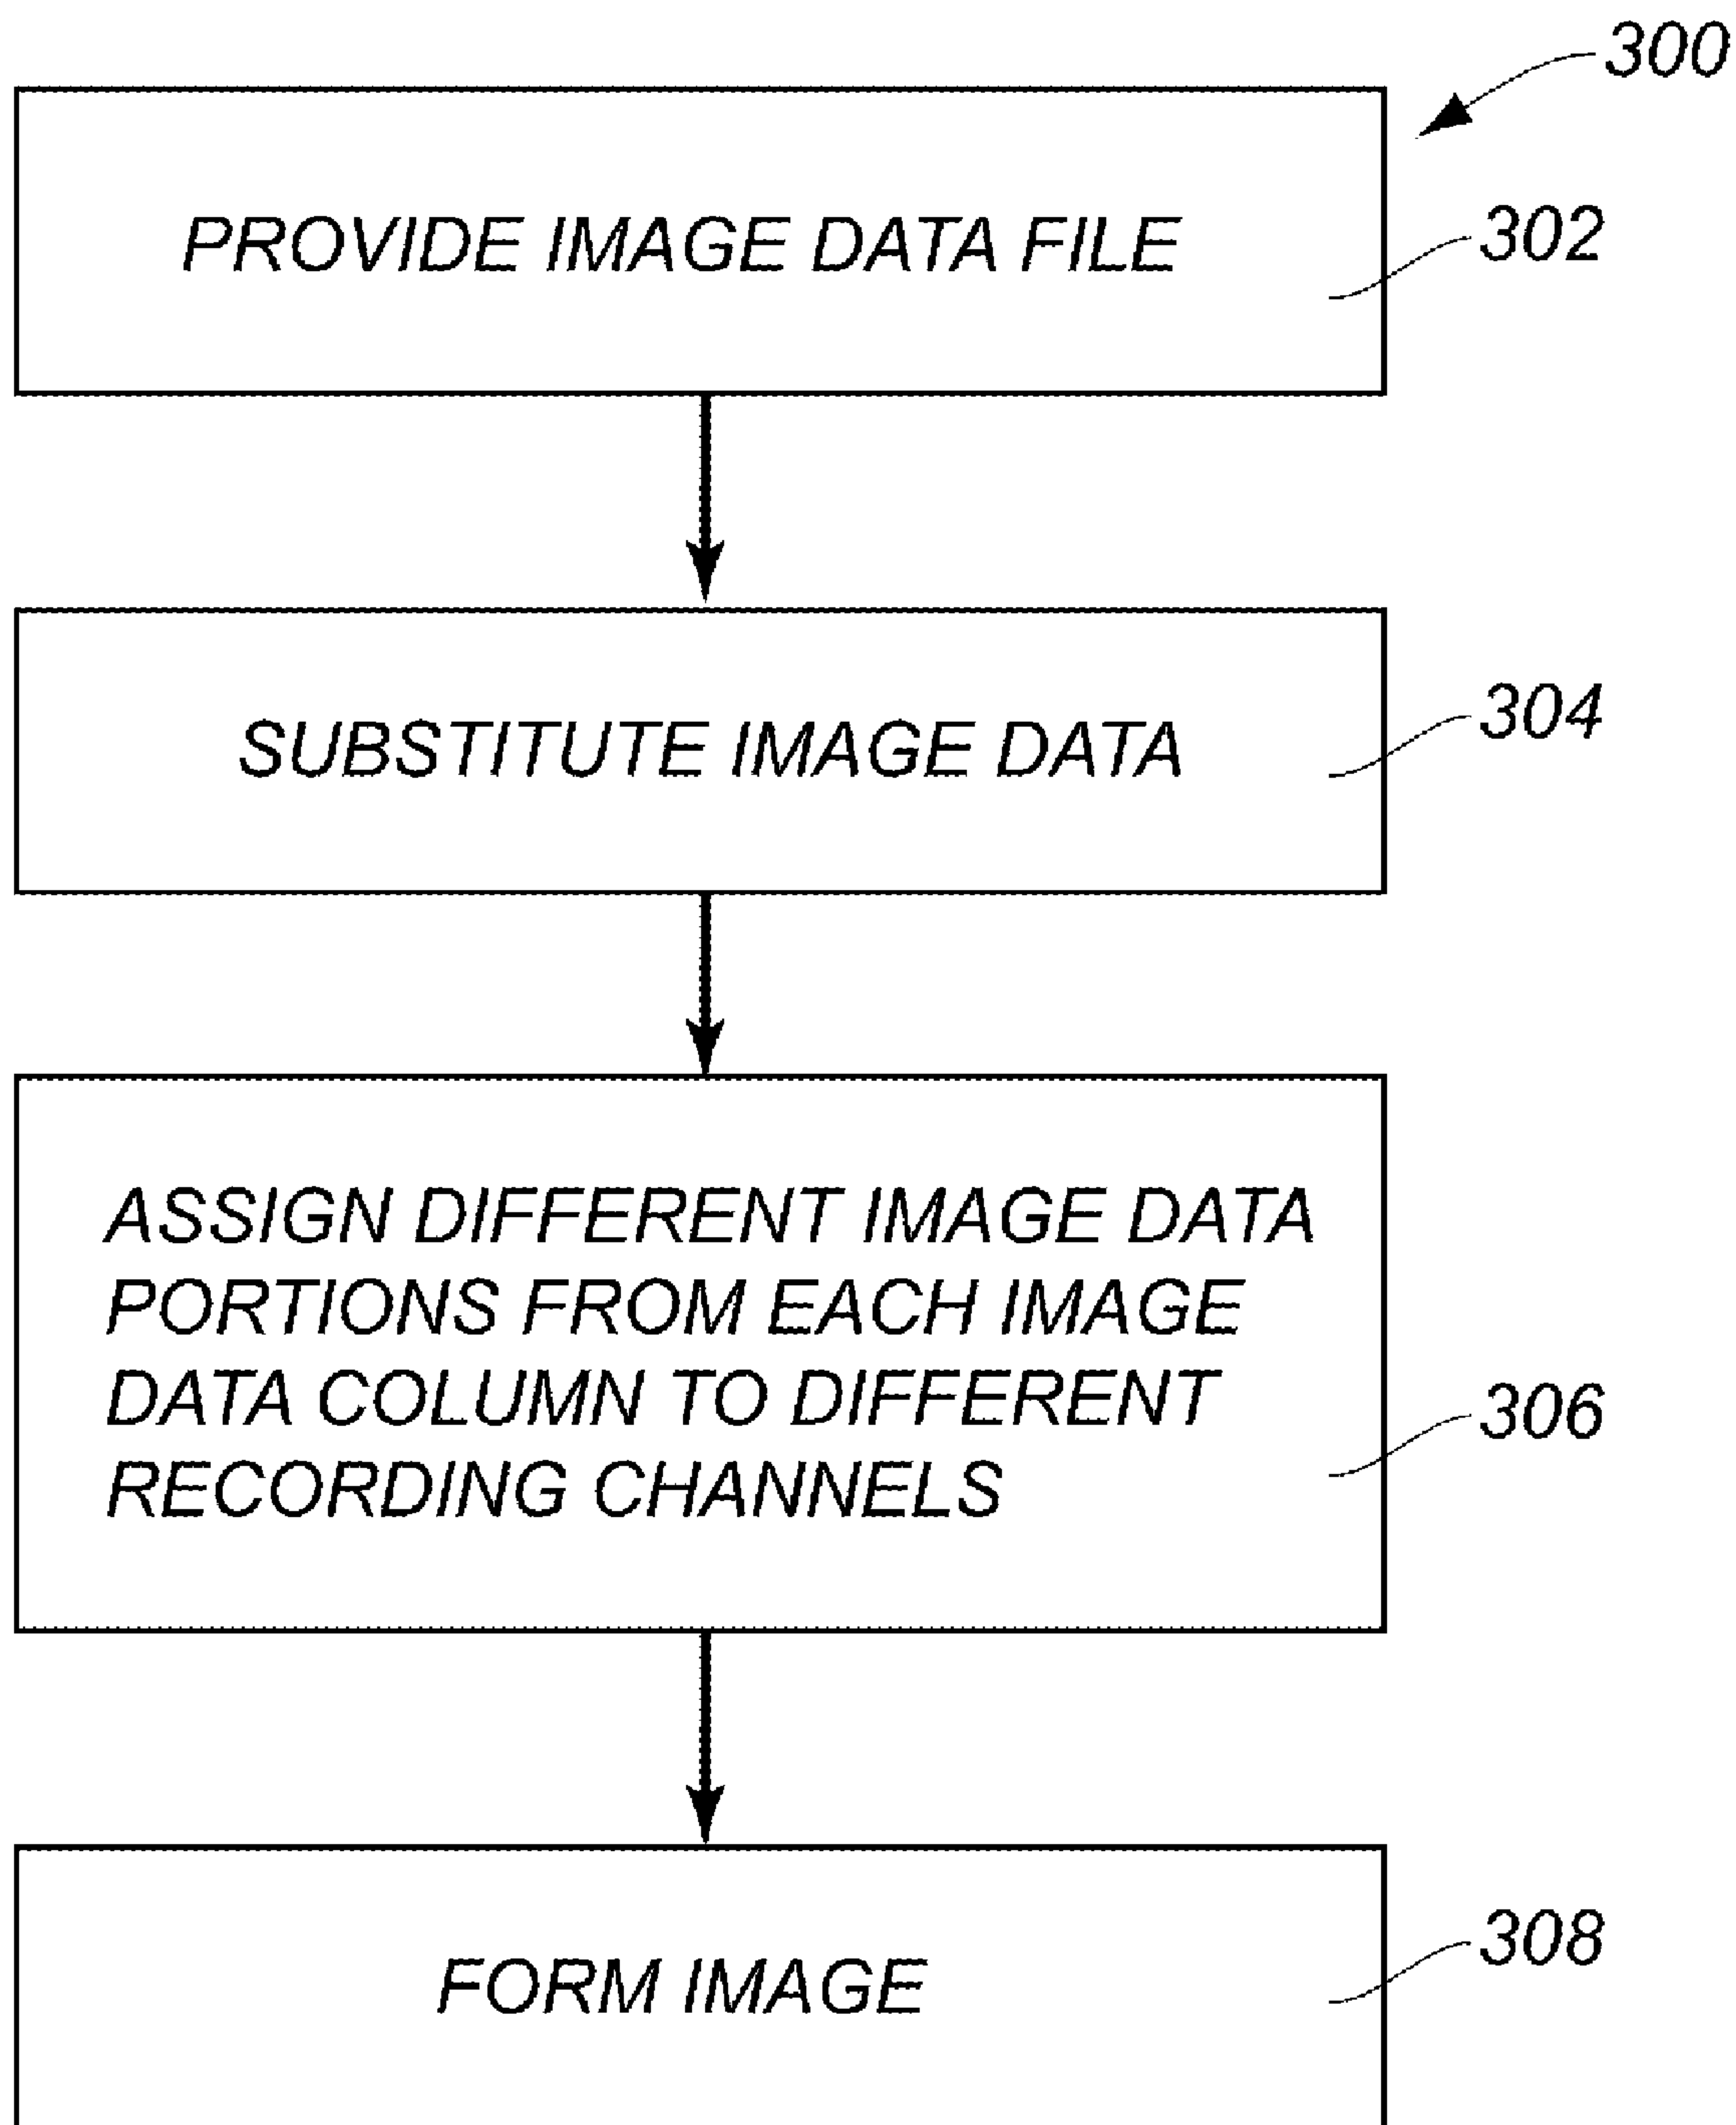 300
PROVIDE IMAGE DATA FILE
302
SUBSTITUTE IMAGE DATA
304
ASSIGN DIFFERENT IMAGE DATA
PORTIONS FROM EACH IMAGE
DATA COLUMN TO DIFFERENT
RECORDING CHANNELS
306
FORM IMAGE
308